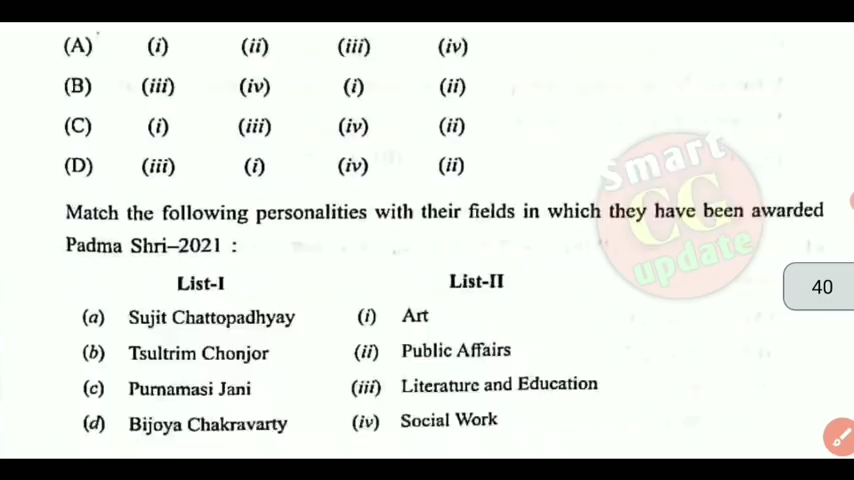 (A) (i) (ii) (iii) (iv)
(B) (iii) (iv) (i) (ii)
(C) (i) (iii) (iv) (ii)
(D) (iii) (i) (iv) (ii)
Match the following personalities with their fields in which they have been awarded
Padma Shri–2021 :
List-I List-II
(a) Sujit Chattopadhyay (i) Art
(b) Tsultrim Chonjor (ii) Public Affairs
(c) Purnamasi Jani (iii) Literature and Education
(d) Bijoya Chakravarty (iv) Social Work
Smart
CG
update
40